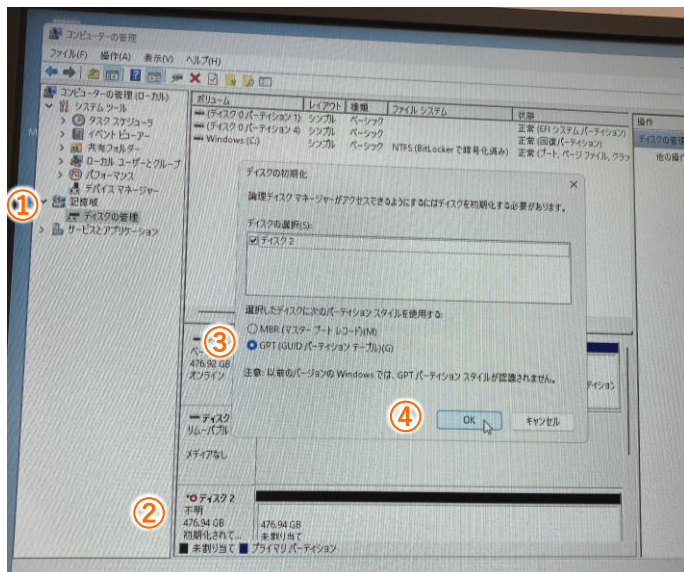 コンピューターの管理
ファイル(F) 操作(A) 表示(V) ヘルプ(H)
コンピューターの管理 (ローカル)
システム ツール
タスク スケジューラ
イベント ビューアー
共有フォルダー
ローカル ユーザーとグループ
パフォーマンス
デバイス マネージャー
①
記憶域
ディスクの管理
サービスとアプリケーション
ボリューム レイアウト 種類 ファイル システム 状態
(ディスク 0 パーティション 1) シンプル ベーシック 正常 (EFI システム パーティション)
(ディスク 0 パーティション 4) シンプル ベーシック 正常 (回復パーティション)
Windows (C:) シンプル ベーシック NTFS (BitLocker で暗号化済み) 正常 (ブート, ページ ファイル, クラッ
操作
ディスクの管理
他の操作
ディスクの初期化
論理ディスク マネージャーがアクセスできるようにするにはディスクを初期化する必要があります。
ディスクの選択(S):
ディスク 2
選択したディスクに次のパーティション スタイルを使用する:
MBR (マスター ブート レコード)(M)
③
GPT (GUID パーティション テーブル)(G)
注意: 以前のバージョンの Windows では、GPT パーティション スタイルが認識されません。
④
OK
キャンセル
ベー
476.92 GB
オンライン
ティション)
ディスク
リムーバブル
メディアなし
②
ディスク 2
不明
476.94 GB
初期化されて...
476.94 GB
未割り当て
未割り当て プライマリ パーティション